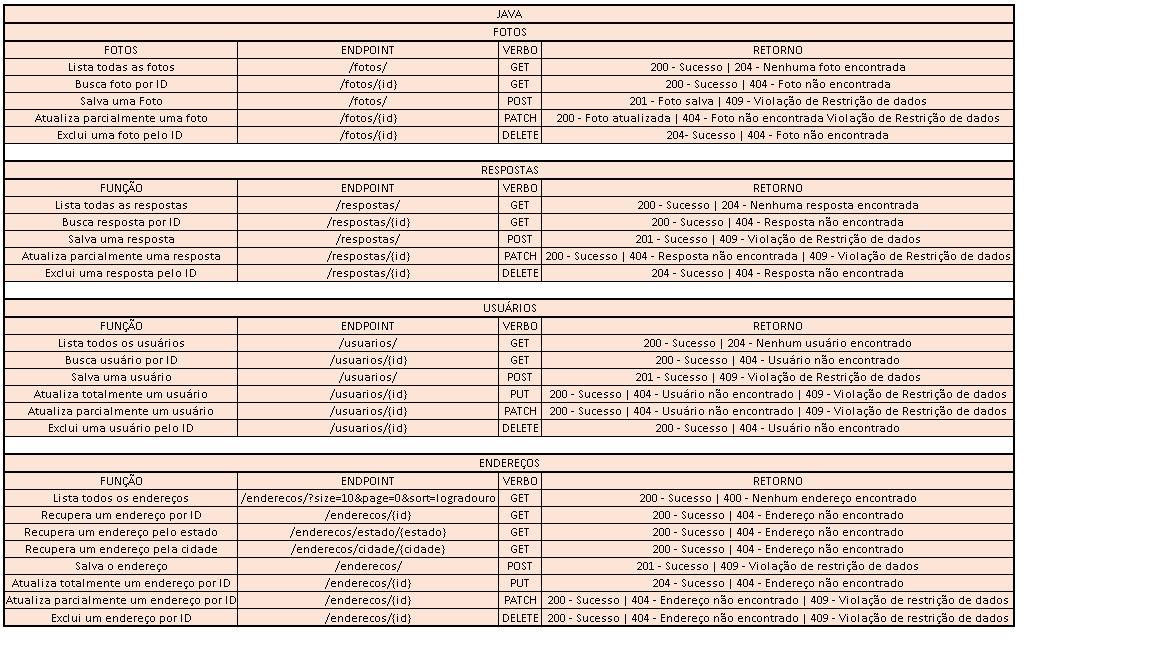 JAVA
FOTOS
FOTOS ENDPOINT VERBO RETORNO
Lista todas as fotos /fotos/ GET 200 - Sucesso | 204 - Nenhuma foto encontrada
Busca foto por ID /fotos/{id} GET 200 - Sucesso | 404 - Foto não encontrada
Salva uma Foto /fotos/ POST 201 - Foto salva | 409 - Violação de Restrição de dados
Atualiza parcialmente uma foto /fotos/{id} PATCH 200 - Foto atualizada | 404 - Foto não encontrada Violação de Restrição de dados
Exclui uma foto pelo ID /fotos/{id} DELETE 204- Sucesso | 404 - Foto não encontrada
RESPOSTAS
FUNÇÃO ENDPOINT VERBO RETORNO
Lista todas as respostas /respostas/ GET 200 - Sucesso | 204 - Nenhuma resposta encontrada
Busca resposta por ID /respostas/{id} GET 200 - Sucesso | 404 - Resposta não encontrada
Salva uma resposta /respostas/ POST 201 - Sucesso | 409 - Violação de Restrição de dados
Atualiza parcialmente uma resposta /respostas/{id} PATCH 200 - Sucesso | 404 - Resposta não encontrada | 409 - Violação de Restrição de dados
Exclui uma resposta pelo ID /respostas/{id} DELETE 204 - Sucesso | 404 - Resposta não encontrada
USUÁRIOS
FUNÇÃO ENDPOINT VERBO RETORNO
Lista todos os usuários /usuarios/ GET 200 - Sucesso | 204 - Nenhum usuário encontrado
Busca usuário por ID /usuarios/{id} GET 200 - Sucesso | 404 - Usuário não encontrado
Salva uma usuário /usuarios/ POST 201 - Sucesso | 409 - Violação de Restrição de dados
Atualiza totalmente um usuário /usuarios/{id} PUT 200 - Sucesso | 404 - Usuário não encontrado | 409 - Violação de Restrição de dados
Atualiza parcialmente um usuário /usuarios/{id} PATCH 200 - Sucesso | 404 - Usuário não encontrado | 409 - Violação de Restrição de dados
Exclui uma usuário pelo ID /usuarios/{id} DELETE 200 - Sucesso | 404 - Usuário não encontrado
ENDEREÇOS
FUNÇÃO ENDPOINT VERBO RETORNO
Lista todos os endereços /enderecos/?size=10&page=0&sort=logradouro GET 200 - Sucesso | 400 - Nenhum endereço encontrado
Recupera um endereço por ID /enderecos/{id} GET 200 - Sucesso | 404 - Endereço não encontrado
Recupera um endereço pelo estado /enderecos/estado/{estado} GET 200 - Sucesso | 404 - Endereço não encontrado
Recupera um endereço pela cidade /enderecos/cidade/{cidade} GET 200 - Sucesso | 404 - Endereço não encontrado
Salva o endereço /enderecos/ POST 201 - Sucesso | 409 - Violação de restrição de dados
Atualiza totalmente um endereço por ID /enderecos/{id} PUT 204 - Sucesso | 404 - Endereço não encontrado
Atualiza parcialmente um endereço por ID /enderecos/{id} PATCH 200 - Sucesso | 404 - Endereço não encontrado | 409 - Violação de restrição de dados
Exclui um endereço por ID /enderecos/{id} DELETE 200 - Sucesso | 404 - Endereço não encontrado | 409 - Violação de restrição de dados